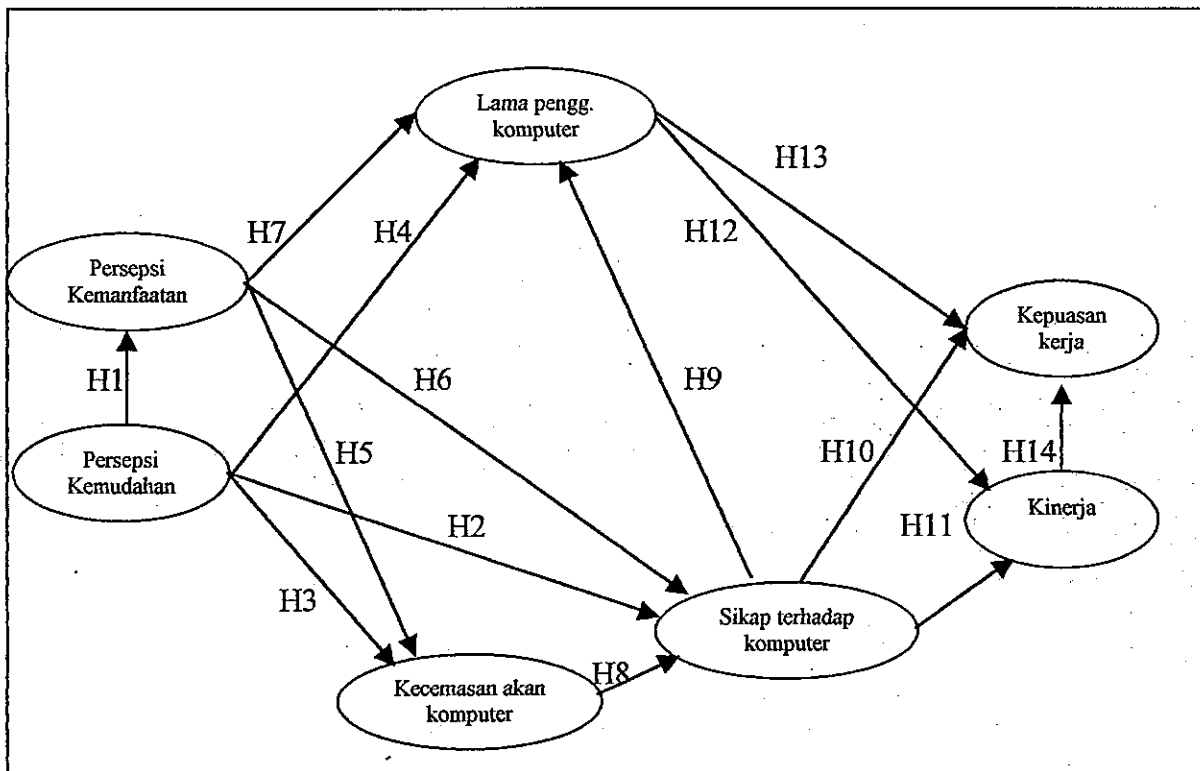 Lama pengg.
komputer
H13
H7
H4
H12
Persepsi
Kemanfaatan
Kepuasan
kerja
H1
H6
H9
Persepsi
Kemudahan
H5
H10
H14
H2
H11
Kinerja
H3
Sikap terhadap
komputer
H8
Kecemasan akan
komputer